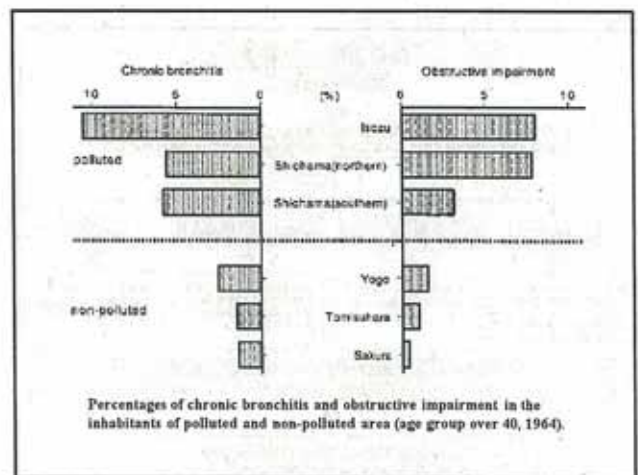 Chronic bronchitis Obstructive impairment
10 5 0 (%) 0 5 10
Isozu
polluted
Shiohama(northern)
Shiohama(southern)
Yogo
non-polluted
Tomisuhara
Sakura
Percentages of chronic bronchitis and obstructive impairment in the
inhabitants of polluted and non-polluted area (age group over 40, 1964).